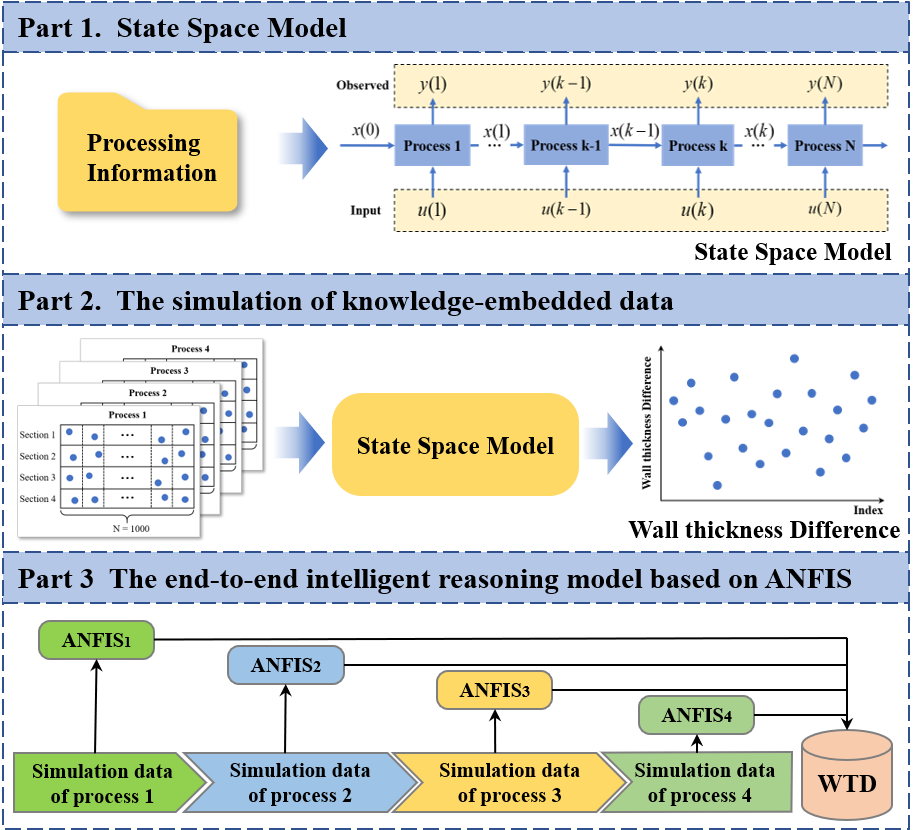 Part 1. State Space Model
Processing
Information
Observed
y(1)
y(k−1)
y(k)
y(N)
x(0)
Process 1
x(1)
...
Process k-1
x(k−1)
Process k
x(k)
...
Process N
Input
u(1)
u(k−1)
u(k)
u(N)
State Space Model
Part 2. The simulation of knowledge-embedded data
Process 4
Process 3
Process 2
Process 1
Section 1
...
Section 2
...
Section 3
...
Section 4
...
N = 1000
State Space Model
Wall thickness Difference
Index
Wall thickness Difference
Part 3 The end-to-end intelligent reasoning model based on ANFIS
ANFIS1
ANFIS2
ANFIS3
ANFIS4
Simulation data
of process 1
Simulation data
of process 2
Simulation data
of process 3
Simulation data
of process 4
WTD